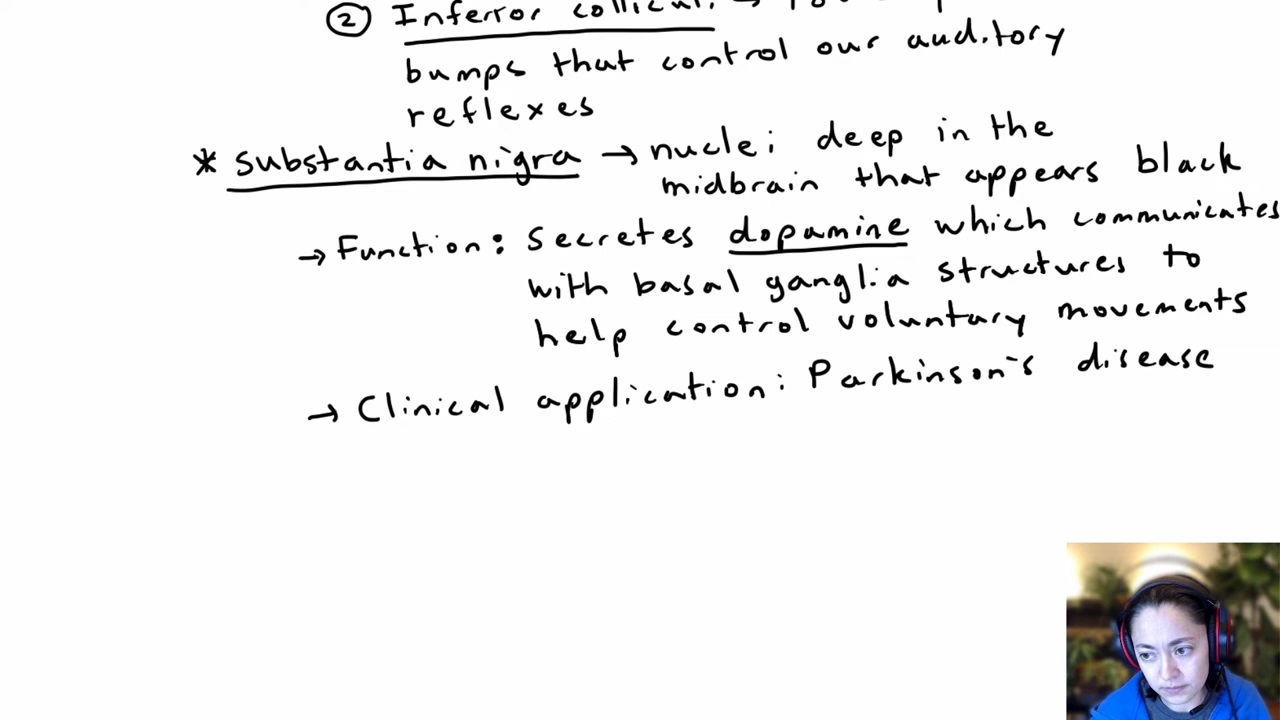 ② Inferior colliculi →
bumps that control our auditory
reflexes
* Substantia nigra → nuclei deep in the
midbrain that appears black
→ Function: Secretes dopamine which communicates
with basal ganglia structures to
help control voluntary movements
→ Clinical application: Parkinson's disease